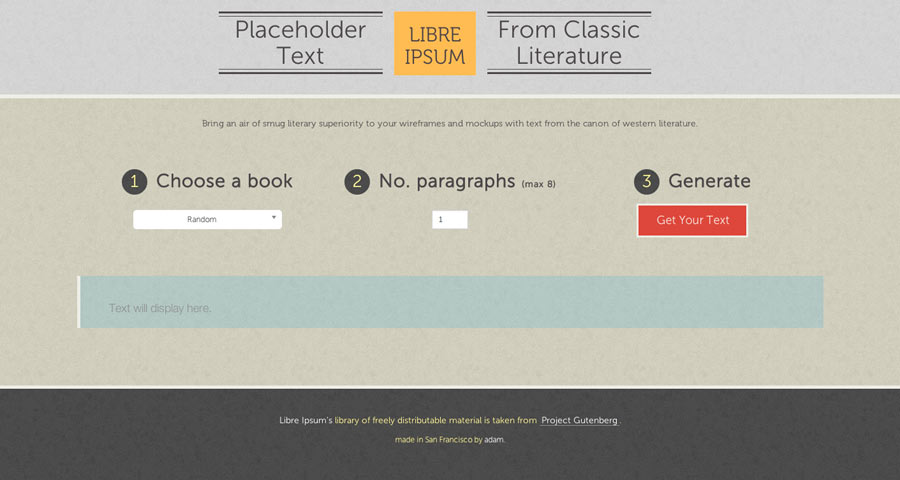 Placeholder
Text
LIBRE
IPSUM
From Classic
Literature
Bring an air of smug literary superiority to your wireframes and mockups with text from the canon of western literature.
1 Choose a book
Random
2 No. paragraphs (max 8)
1
3 Generate
Get Your Text
Text will display here.
Libre Ipsum's library of freely distributable material is taken from Project Gutenberg.
made in San Francisco by adam.